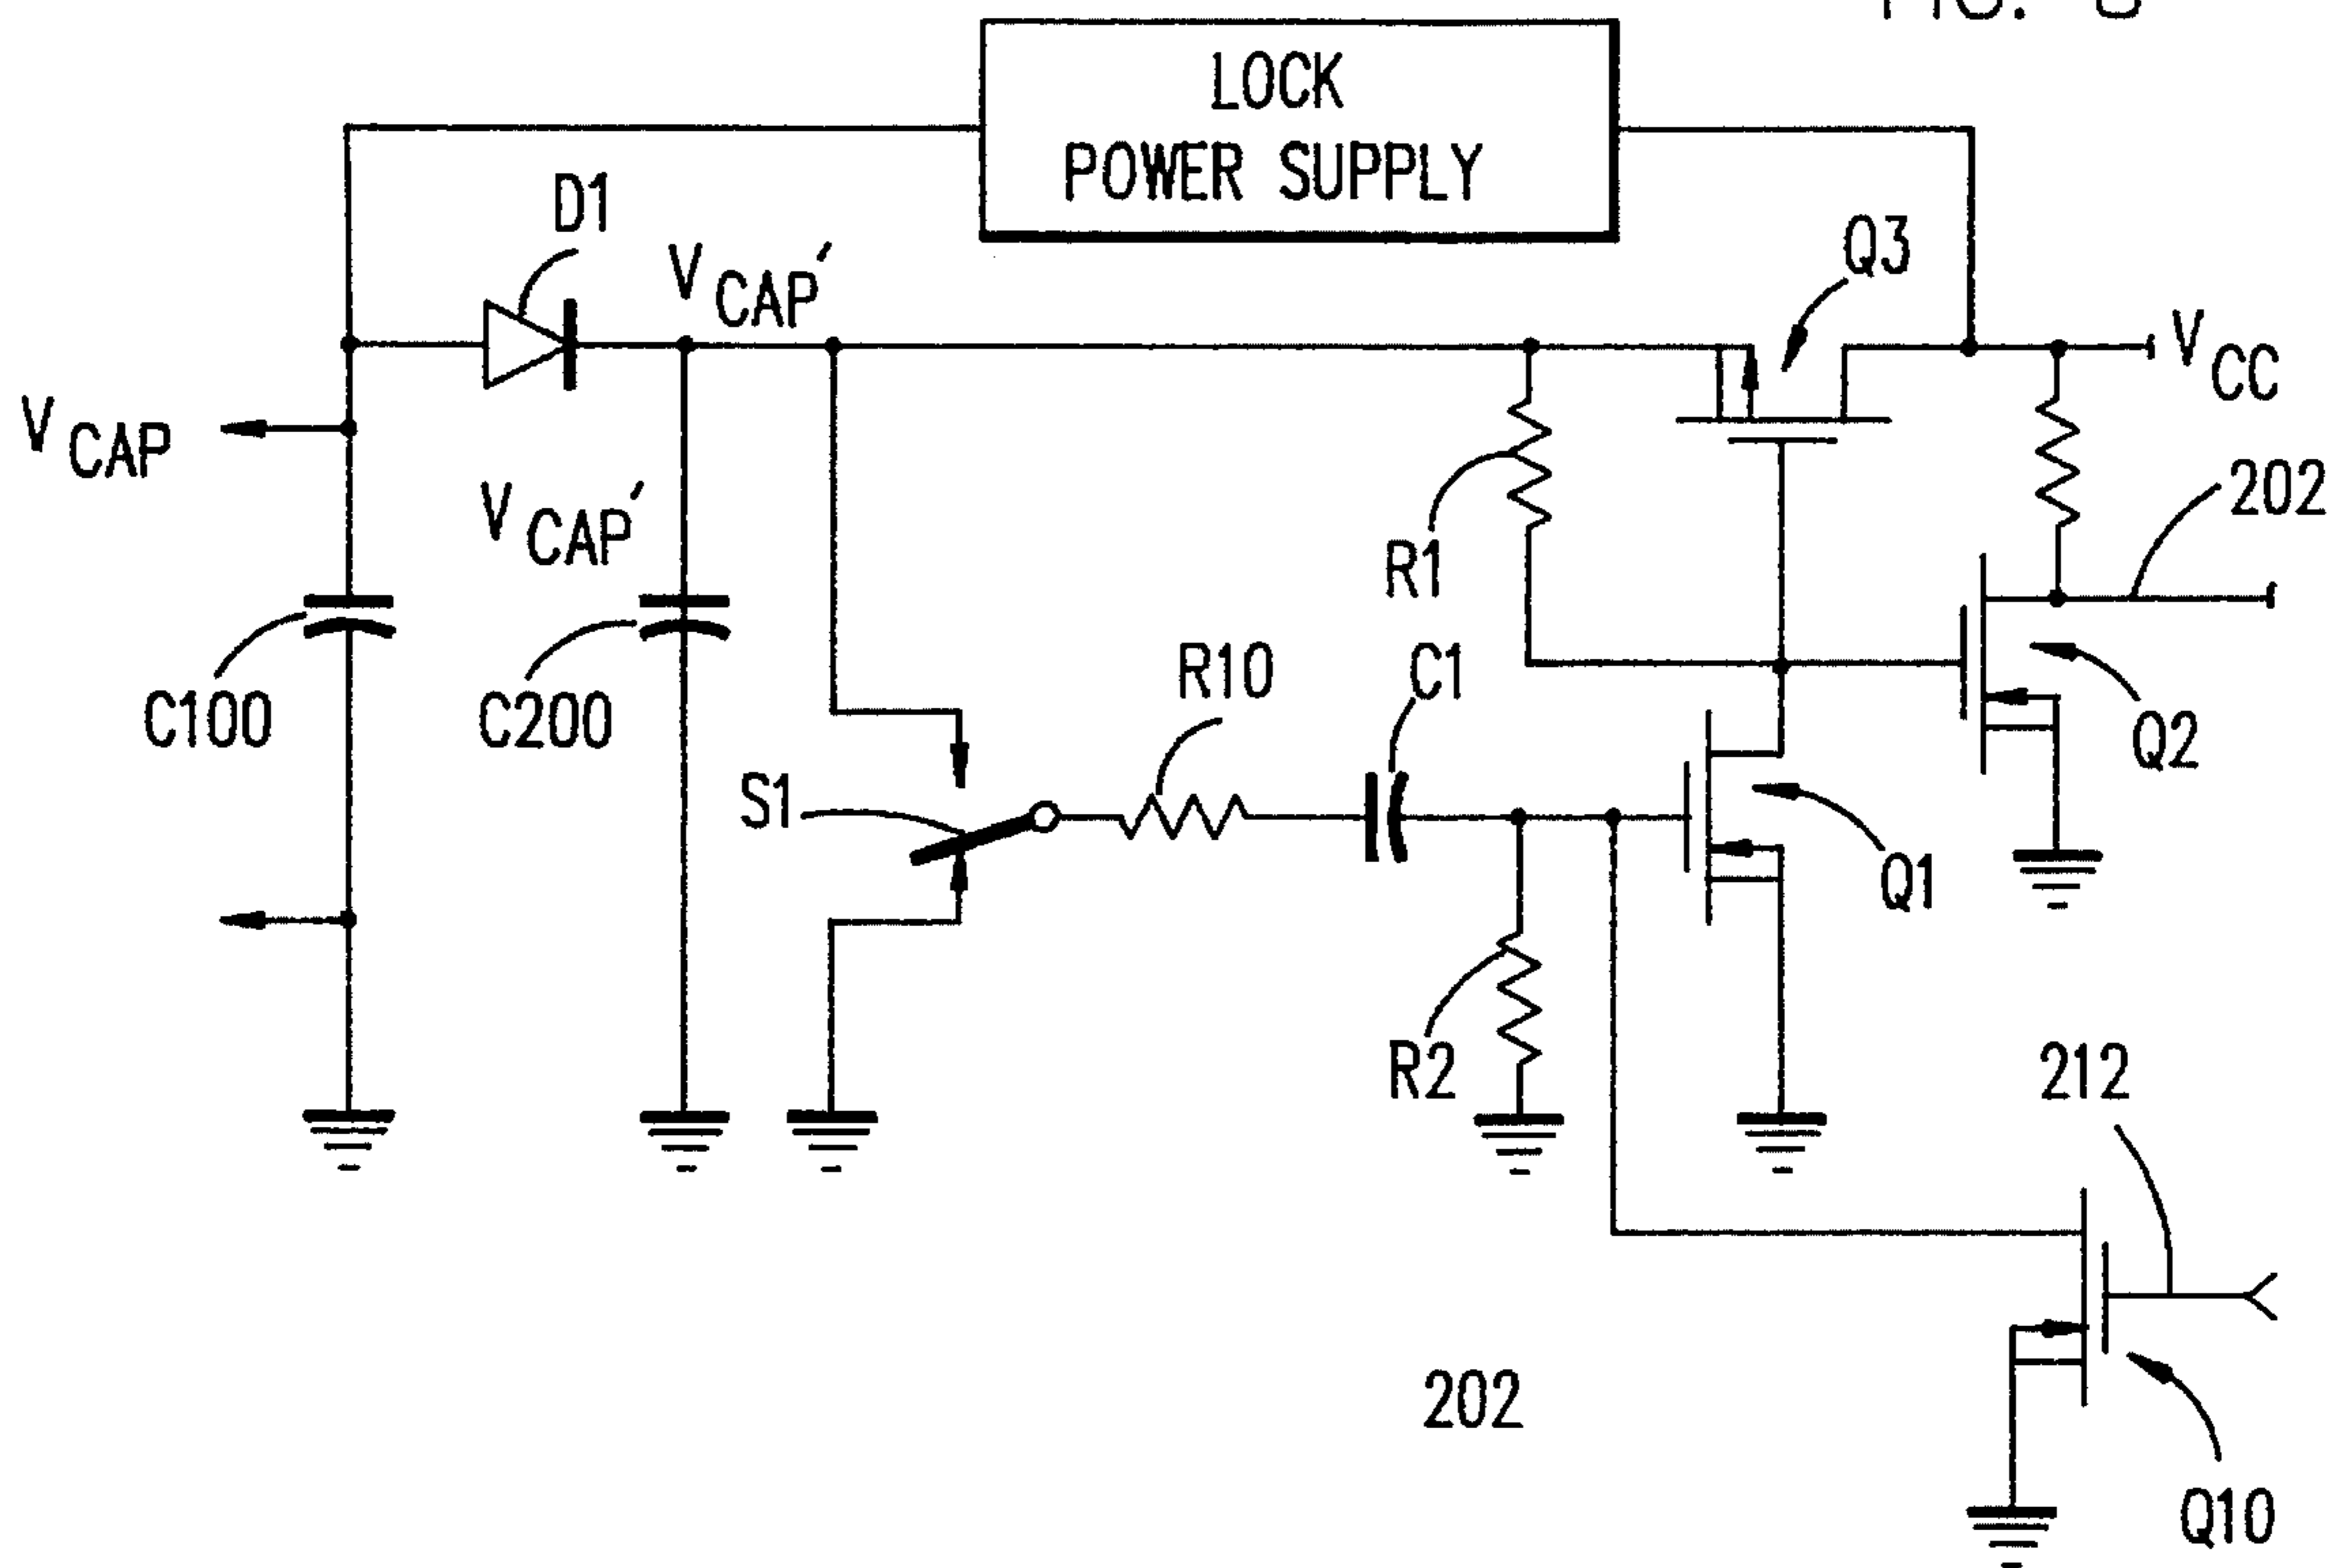 LOCK
POWER SUPPLY
D1
V CAP′
Q3
V CC
V CAP
V CAP′
202
R1
R10
C1
C100
C200
Q2
S1
Q1
R2
212
202
Q10